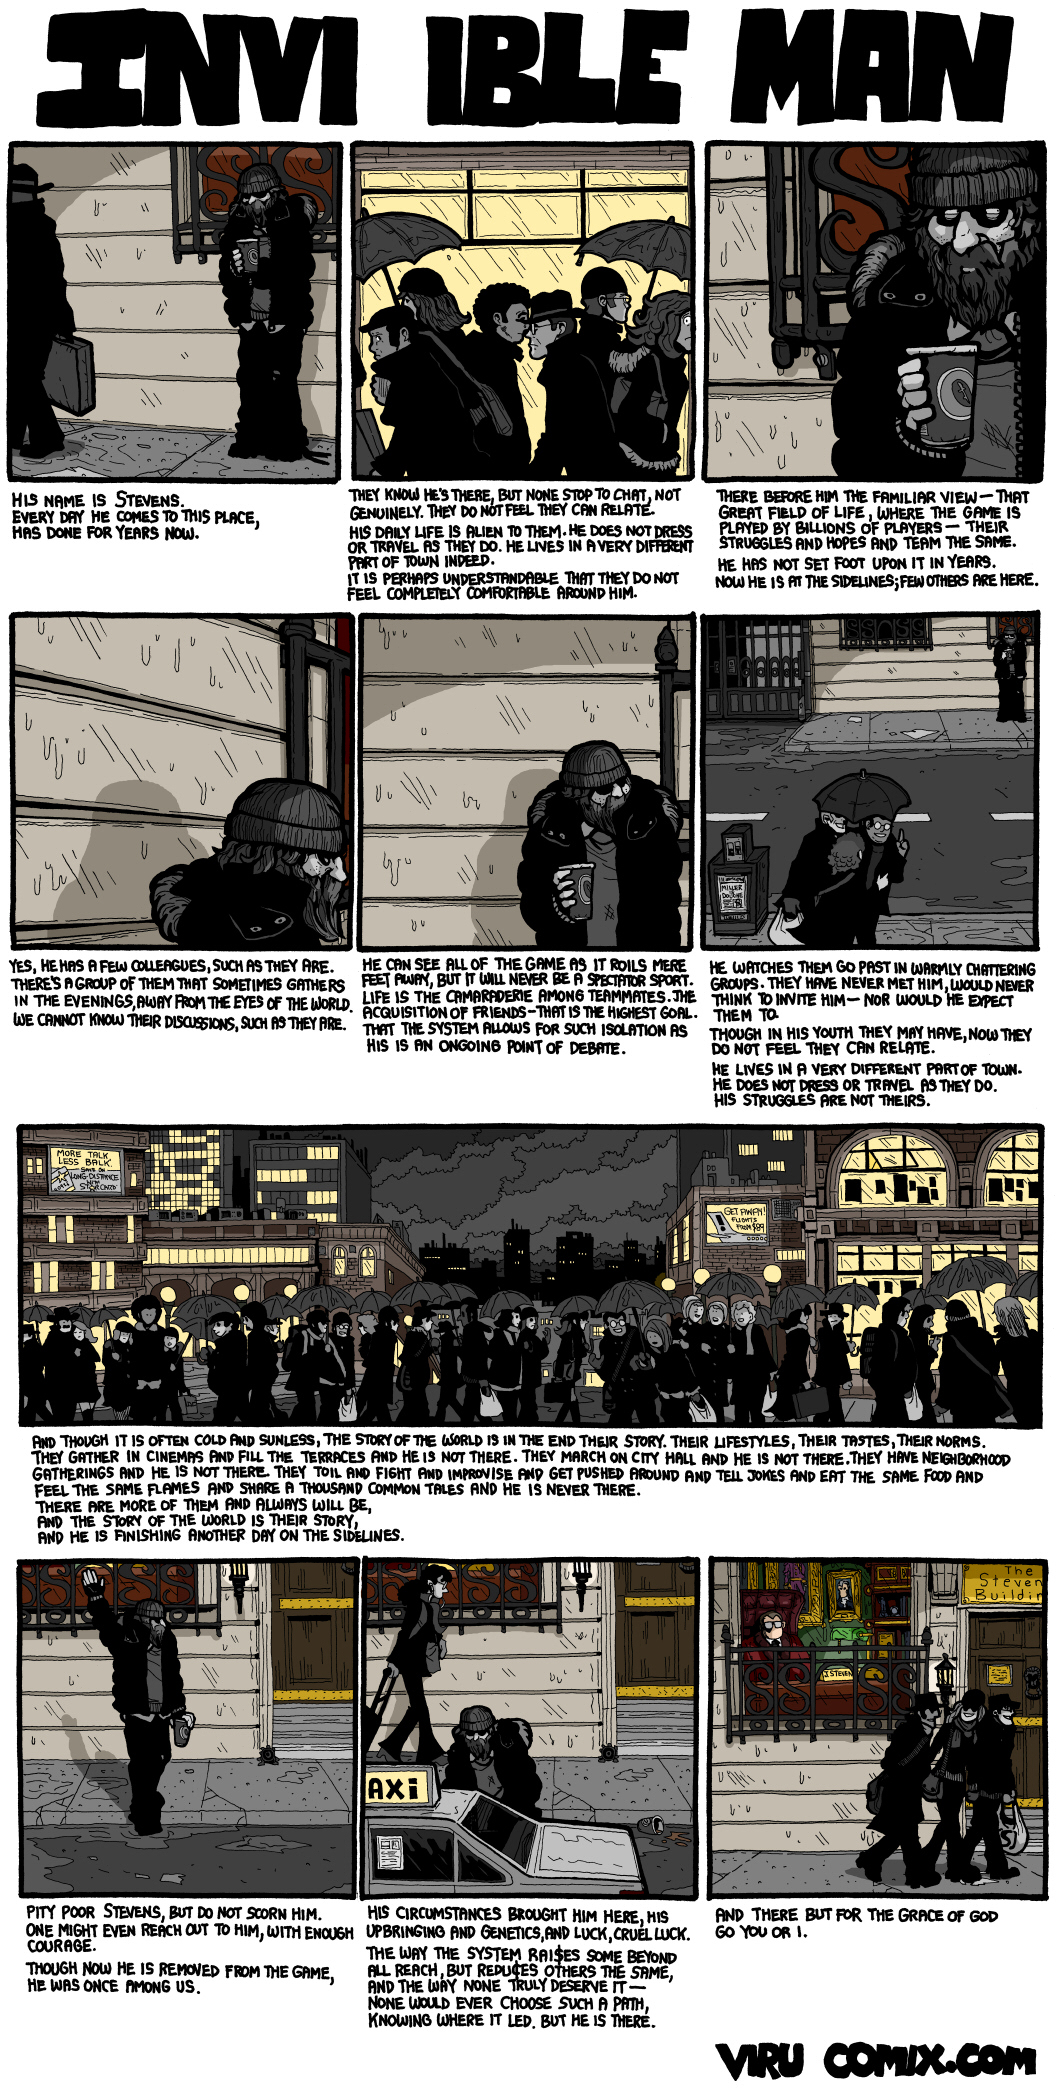 INVI IBLE MAN
HIS NAME IS STEVENS.
EVERY DAY HE COMES TO THIS PLACE,
HAS DONE FOR YEARS NOW.
THEY KNOW HE'S THERE, BUT NONE STOP TO CHAT, NOT
GENUINELY. THEY DO NOT FEEL THEY CAN RELATE.
HIS DAILY LIFE IS ALIEN TO THEM. HE DOES NOT DRESS
OR TRAVEL AS THEY DO. HE LIVES IN A VERY DIFFERENT
PART OF TOWN INDEED.
IT IS PERHAPS UNDERSTANDABLE THAT THEY DO NOT
FEEL COMPLETELY COMFORTABLE AROUND HIM.
THERE BEFORE HIM THE FAMILIAR VIEW — THAT
GREAT FIELD OF LIFE, WHERE THE GAME IS
PLAYED BY BILLIONS OF PLAYERS — THEIR
STRUGGLES AND HOPES AND TEAM THE SAME.
HE HAS NOT SET FOOT UPON IT IN YEARS.
NOW HE IS AT THE SIDELINES; FEW OTHERS ARE HERE.
MILLER
YES, HE HAS A FEW COLLEAGUES, SUCH AS THEY ARE.
THERE'S A GROUP OF THEM THAT SOMETIMES GATHERS
IN THE EVENINGS, AWAY FROM THE EYES OF THE WORLD.
WE CANNOT KNOW THEIR DISCUSSIONS, SUCH AS THEY ARE.
HE CAN SEE ALL OF THE GAME AS IT ROILS MERE
FEET AWAY, BUT IT WILL NEVER BE A SPECTATOR SPORT.
LIFE IS THE CAMARADERIE AMONG TEAMMATES. THE
ACQUISITION OF FRIENDS — THAT IS THE HIGHEST GOAL.
THAT THE SYSTEM ALLOWS FOR SUCH ISOLATION AS
HIS IS AN ONGOING POINT OF DEBATE.
HE WATCHES THEM GO PAST IN WARMLY CHATTERING
GROUPS. THEY HAVE NEVER MET HIM, WOULD NEVER
THINK TO INVITE HIM — NOR WOULD HE EXPECT
THEM TO.
THOUGH IN HIS YOUTH THEY MAY HAVE, NOW THEY
DO NOT FEEL THEY CAN RELATE.
HE LIVES IN A VERY DIFFERENT PART OF TOWN.
HE DOES NOT DRESS OR TRAVEL AS THEY DO.
HIS STRUGGLES ARE NOT THEIRS.
MORE TALK
LESS BALK.
SAVE ON
LONG-DISTANCE
GET AWAY!
FLIGHTS
FROM $89
AND THOUGH IT IS OFTEN COLD AND SUNLESS, THE STORY OF THE WORLD IS IN THE END THEIR STORY. THEIR LIFESTYLES, THEIR TASTES, THEIR NORMS.
THEY GATHER IN CINEMAS AND FILL THE TERRACES AND HE IS NOT THERE. THEY MARCH ON CITY HALL AND HE IS NOT THERE. THEY HAVE NEIGHBORHOOD
GATHERINGS AND HE IS NOT THERE. THEY TOIL AND FIGHT AND IMPROVISE AND GET PUSHED AROUND AND TELL JOKES AND EAT THE SAME FOOD AND
FEEL THE SAME FLAMES AND SHARE A THOUSAND COMMON TALES AND HE IS NEVER THERE.
THERE ARE MORE OF THEM AND ALWAYS WILL BE,
AND THE STORY OF THE WORLD IS THEIR STORY,
AND HE IS FINISHING ANOTHER DAY ON THE SIDELINES.
AXI
The
Steven
Buildin
J.STEVEN
PITY POOR STEVENS, BUT DO NOT SCORN HIM.
ONE MIGHT EVEN REACH OUT TO HIM, WITH ENOUGH
COURAGE.
THOUGH NOW HE IS REMOVED FROM THE GAME,
HE WAS ONCE AMONG US.
HIS CIRCUMSTANCES BROUGHT HIM HERE, HIS
UPBRINGING AND GENETICS, AND LUCK, CRUEL LUCK.
THE WAY THE SYSTEM RAI$ES SOME BEYOND
ALL REACH, BUT REDU¢ES OTHERS THE SAME,
AND THE WAY NONE TRULY DESERVE IT —
NONE WOULD EVER CHOOSE SUCH A PATH,
KNOWING WHERE IT LED. BUT HE IS THERE.
AND THERE BUT FOR THE GRACE OF GOD
GO YOU OR I.
VIRU COMIX.COM